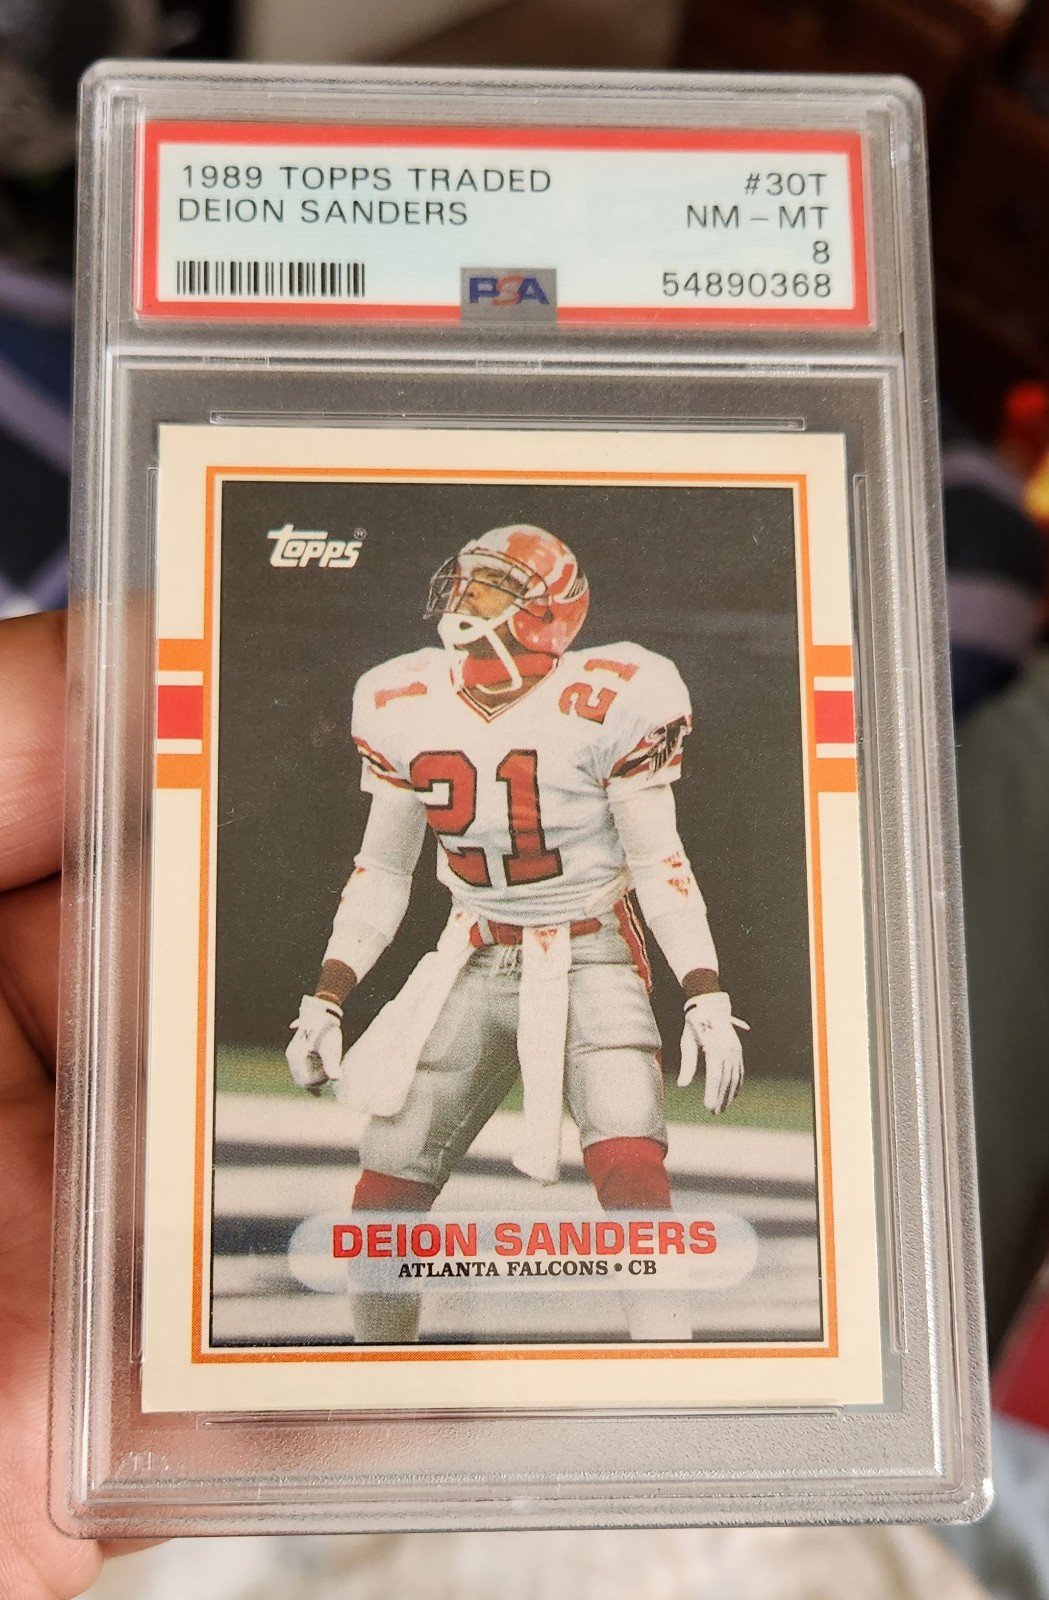 1989 TOPPS TRADED
DEION SANDERS
#30T
NM - MT
8
54890368
PSA
topps®
21
21
DEION SANDERS
ATLANTA FALCONS • CB